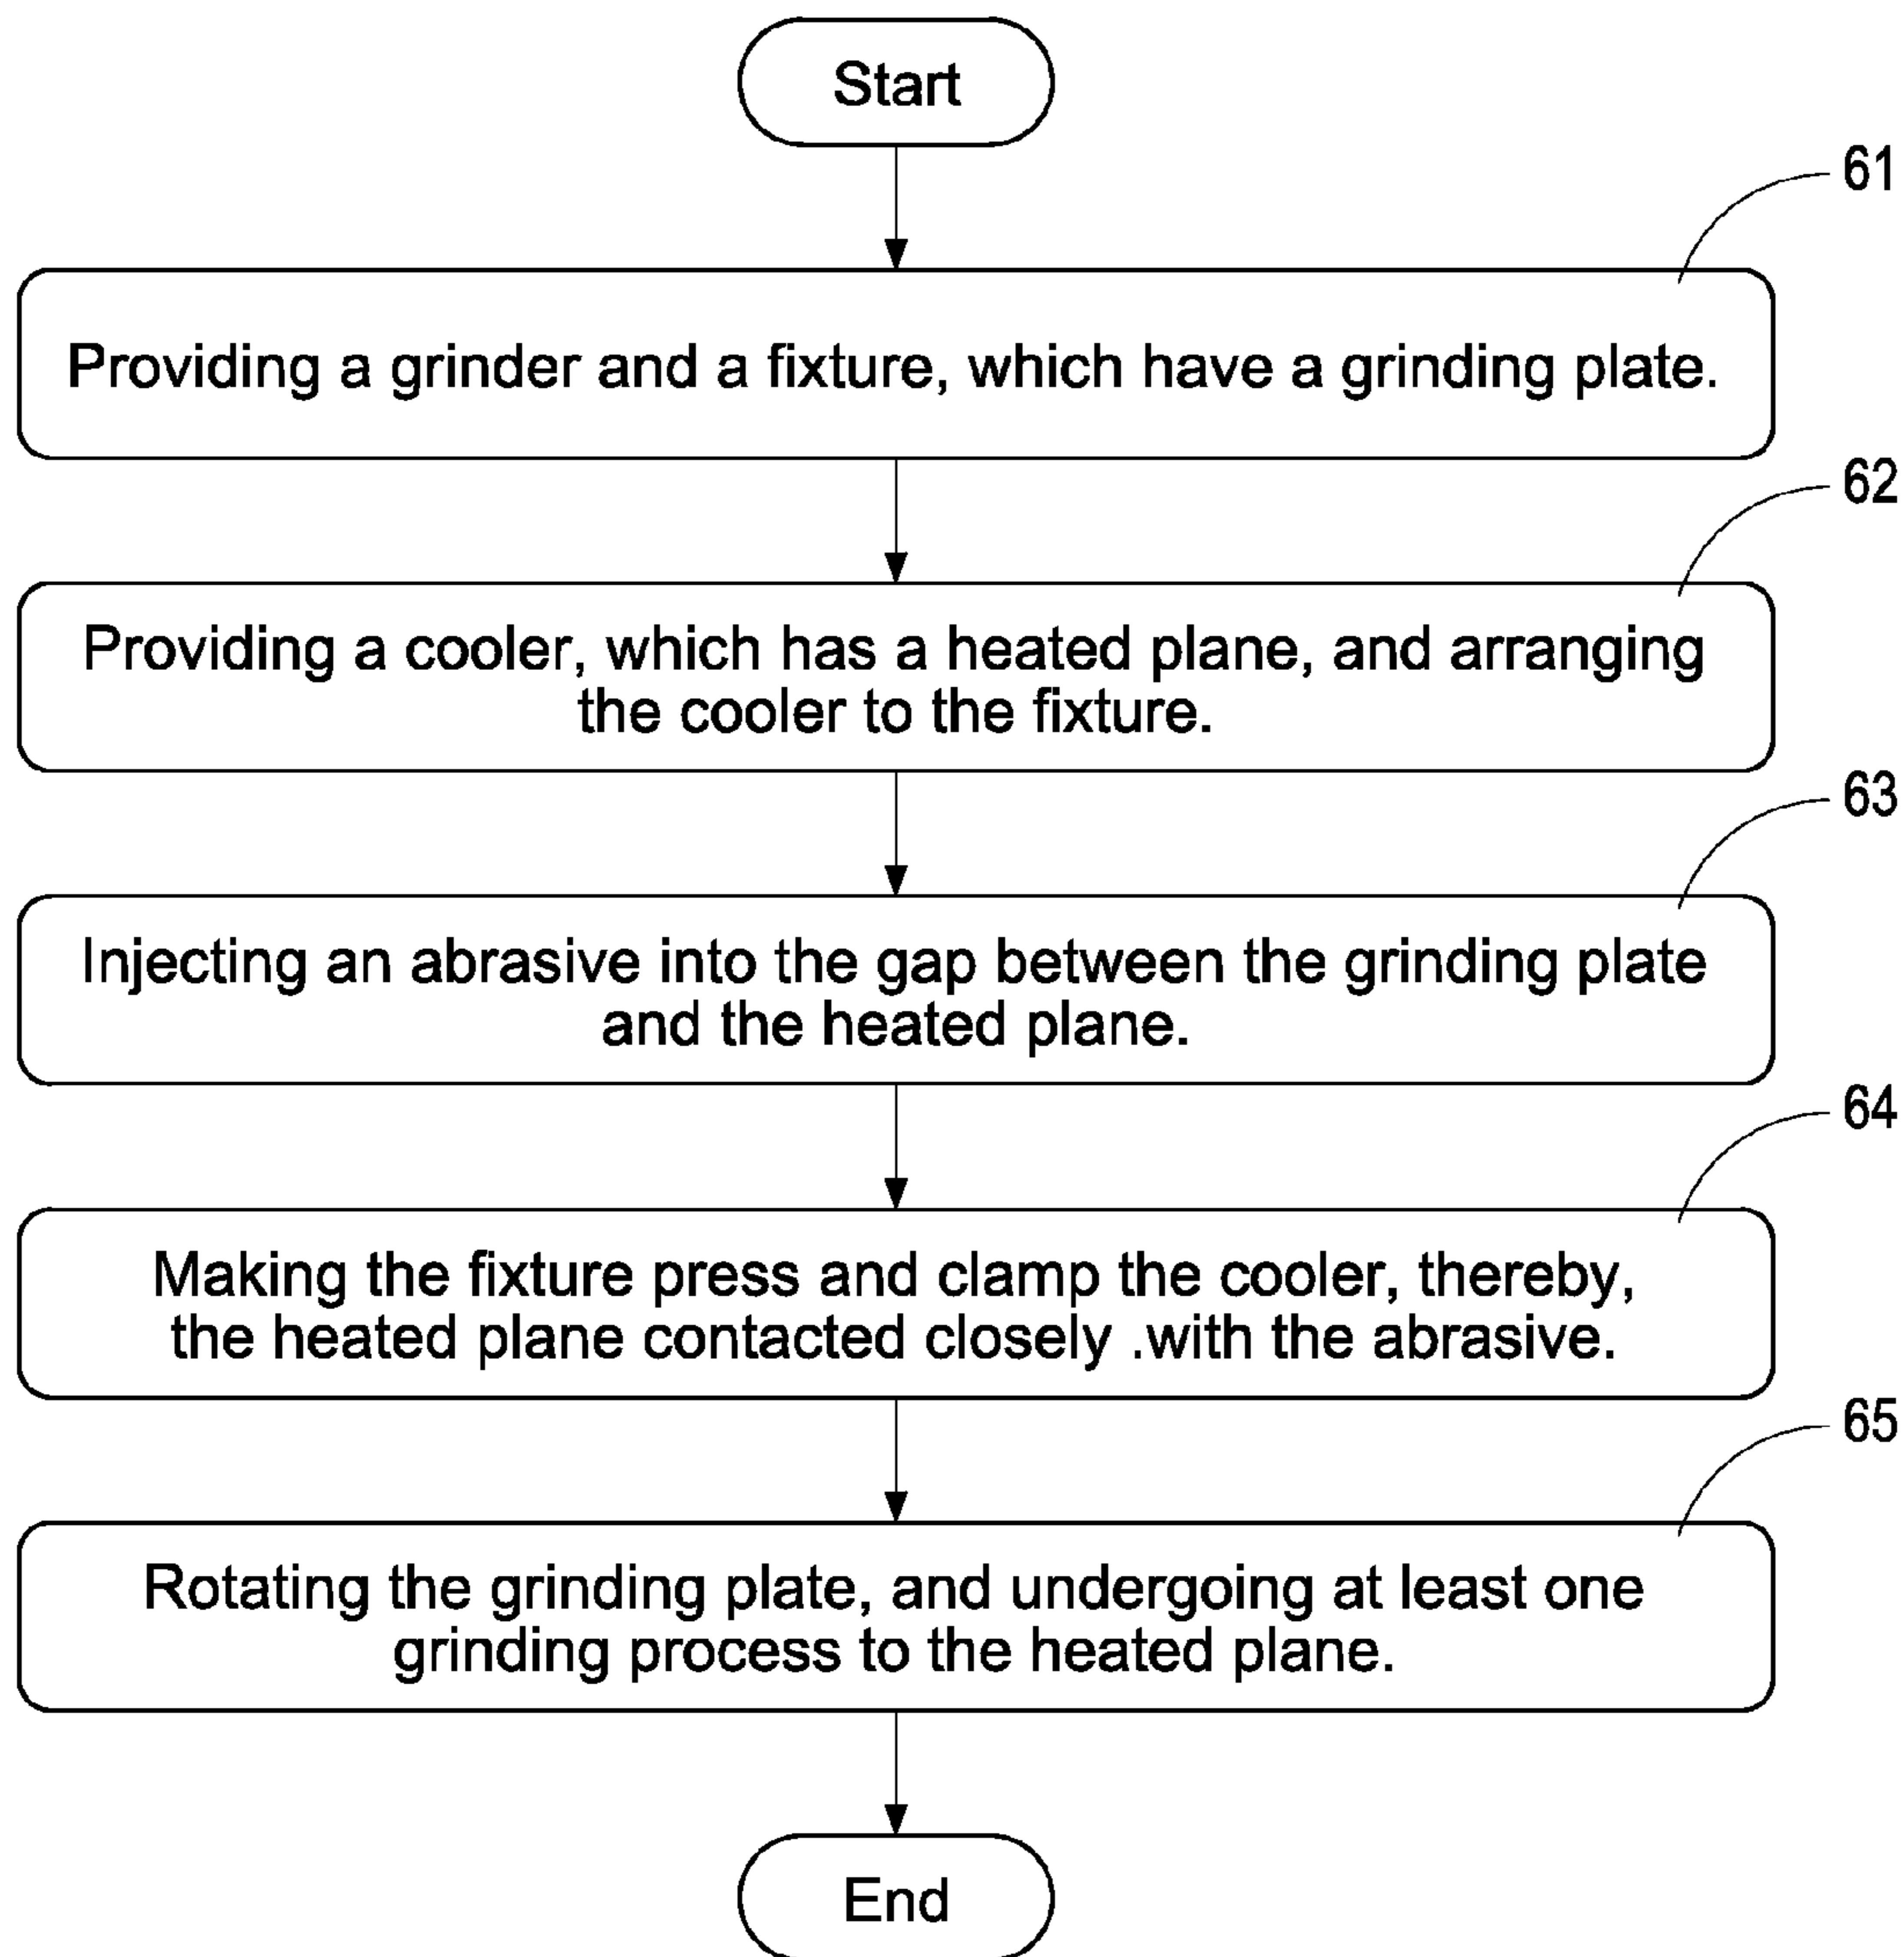 Start
61
Providing a grinder and a fixture, which have a grinding plate.
62
Providing a cooler, which has a heated plane, and arranging
the cooler to the fixture.
63
Injecting an abrasive into the gap between the grinding plate
and the heated plane.
64
Making the fixture press and clamp the cooler, thereby,
the heated plane contacted closely .with the abrasive.
65
Rotating the grinding plate, and undergoing at least one
grinding process to the heated plane.
End